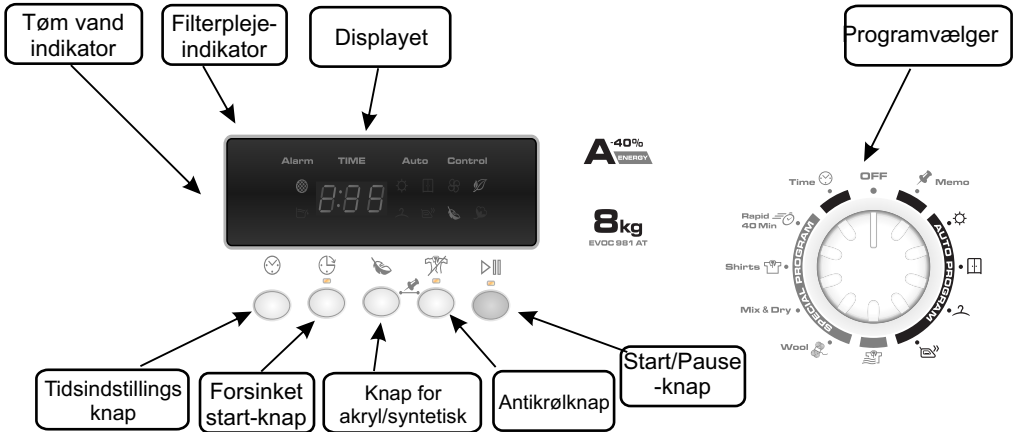 Tøm vand
indikator
Filterpleje-
indikator
Displayet
Programvælger
Alarm TIME Auto Control
8:88
A-40%
ENERGY
8kg
EVOC 981 AT
OFF
Time
Memo
Rapid
40 Min
Shirts
Mix & Dry
Wool
SPECIAL PROGRAM
AUTO PROGRAM
Tidsindstillings
knap
Forsinket
start-knap
Knap for
akryl/syntetisk
Antikrølknap
Start/Pause
-knap